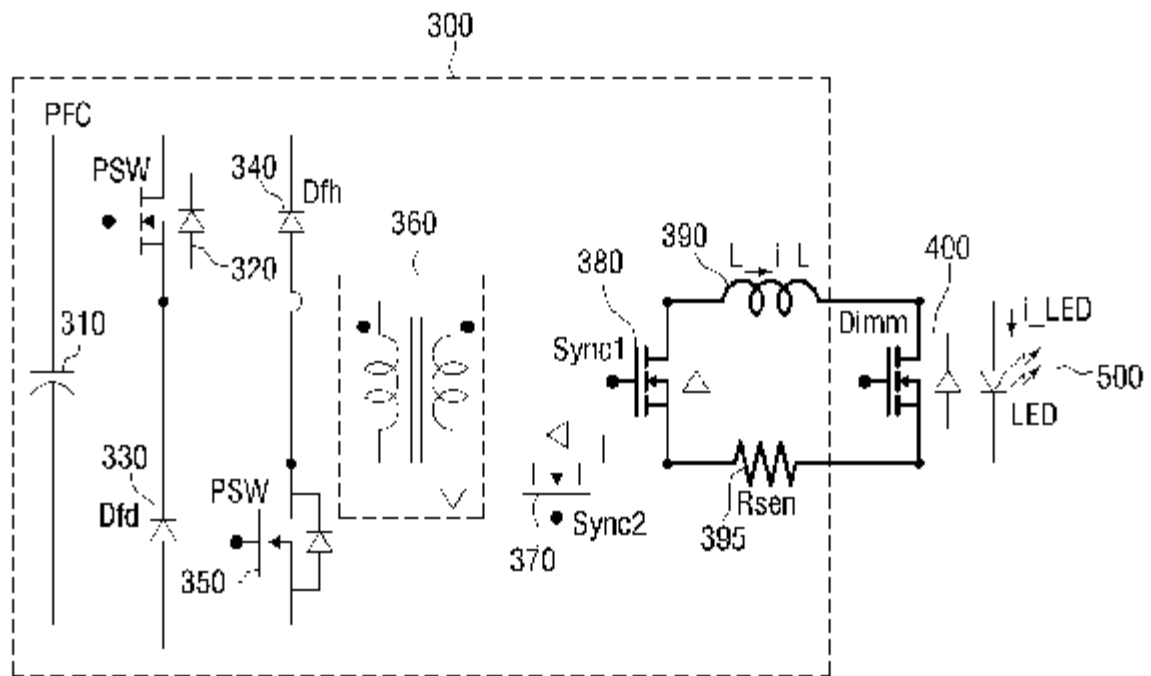 300
PFC
PSW
320
340
Dfh
360
310
330
Dfd
PSW
350
370
Sync2
380
Sync1
390
L i_L
Rsen
395
Dimm
400
i_LED
LED
500